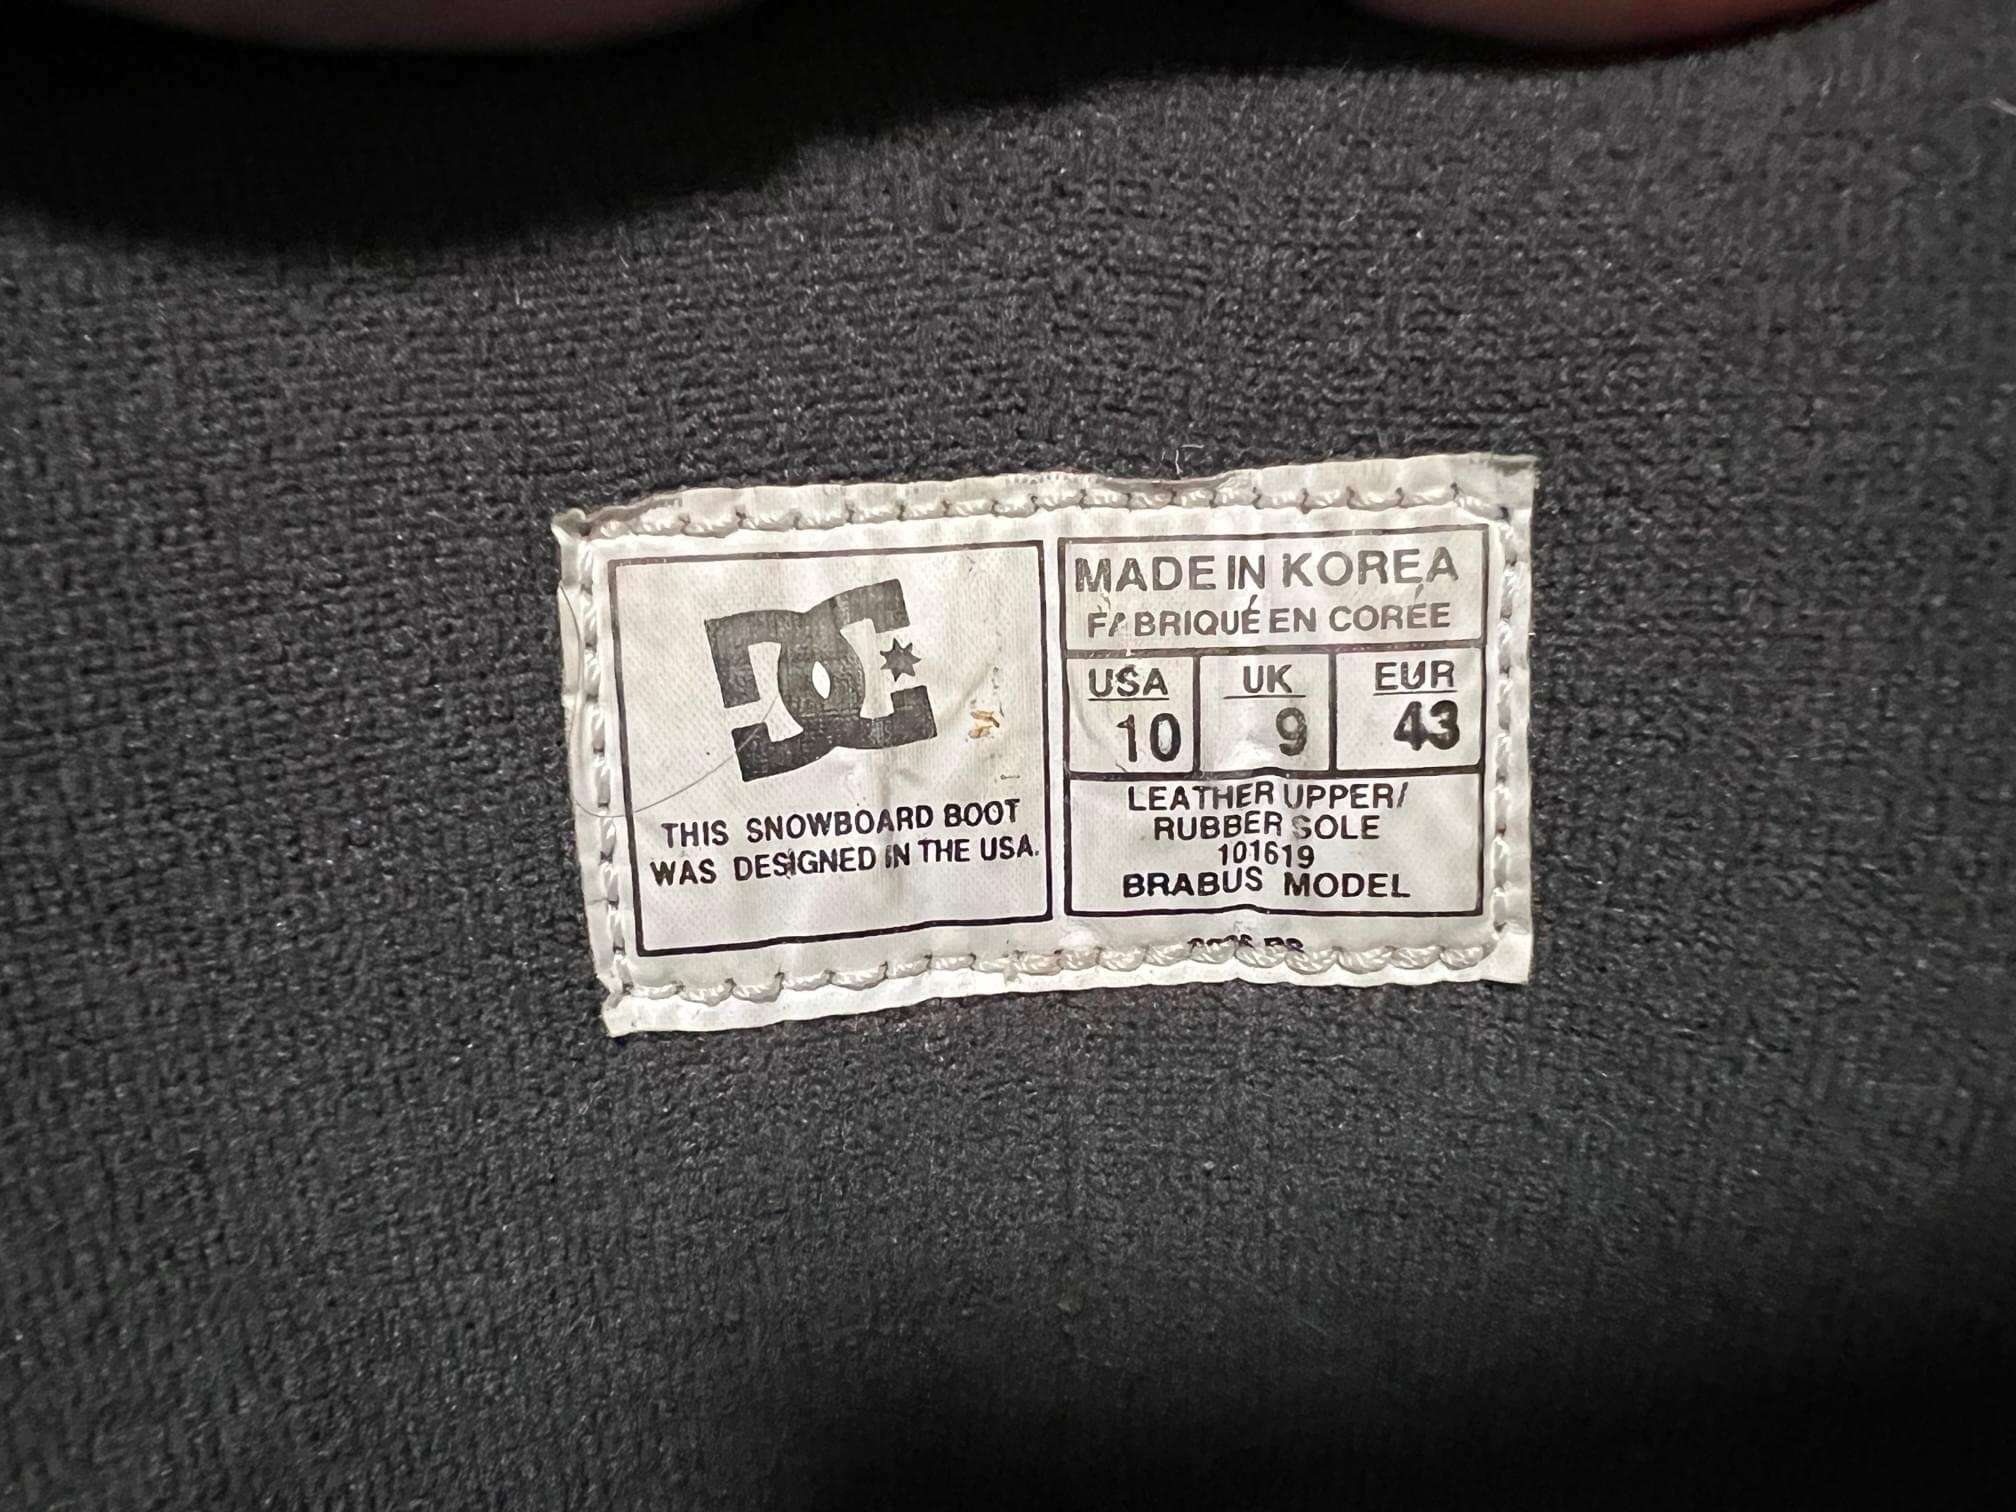 DC
THIS SNOWBOARD BOOT
WAS DESIGNED IN THE USA.
MADE IN KOREA
FABRIQUÉ EN CORÉE
USA UK EUR
10 9 43
LEATHER UPPER/
RUBBER SOLE
101619
BRABUS MODEL